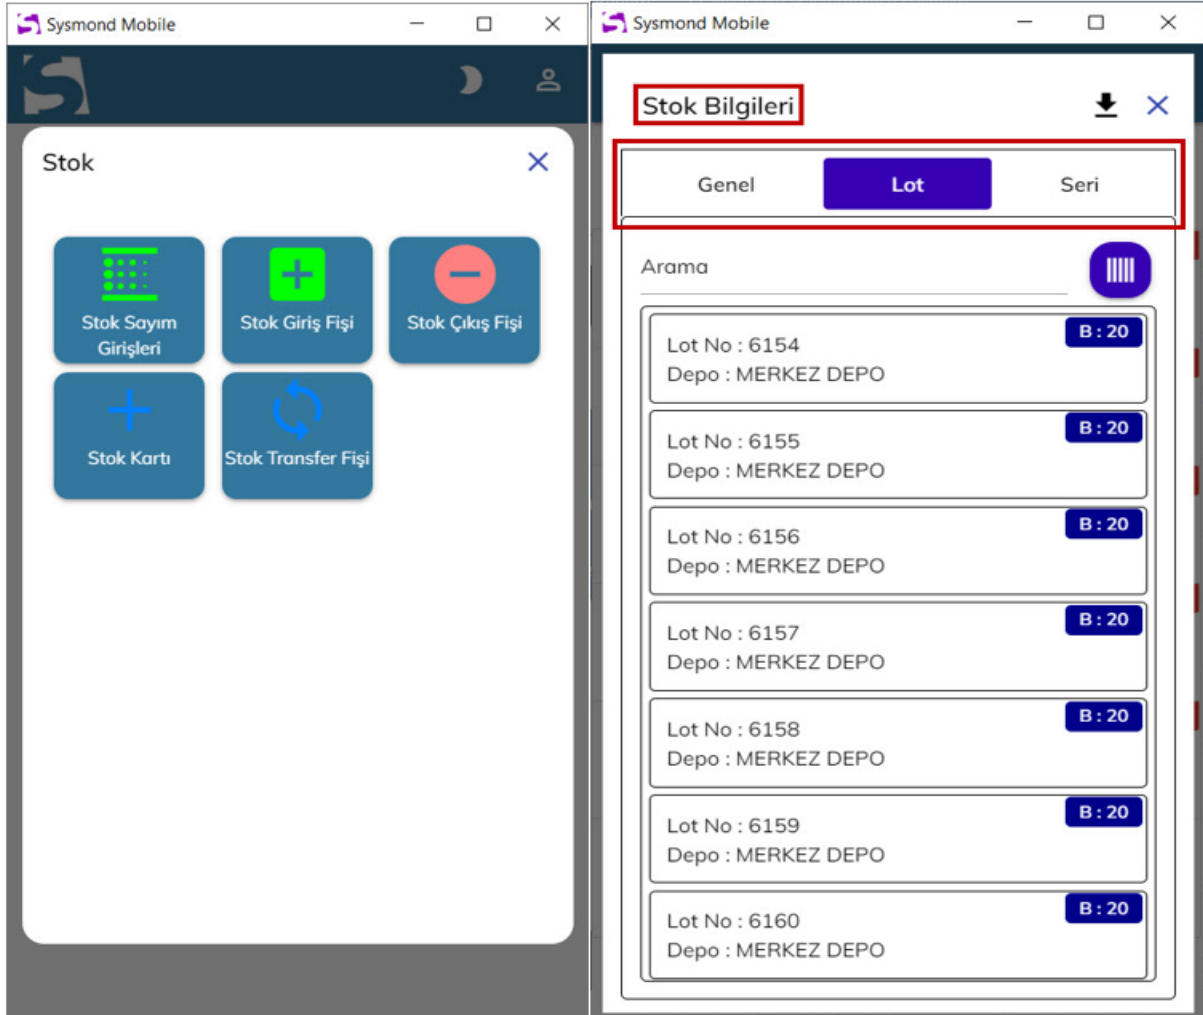 Sysmond Mobile
Stok
Stok Sayım
Girişleri
Stok Giriş Fişi
Stok Çıkış Fişi
Stok Kartı
Stok Transfer Fişi
Sysmond Mobile
Stok Bilgileri
Genel
Lot
Seri
Arama
B : 20
Lot No : 6154
Depo : MERKEZ DEPO
B : 20
Lot No : 6155
Depo : MERKEZ DEPO
B : 20
Lot No : 6156
Depo : MERKEZ DEPO
B : 20
Lot No : 6157
Depo : MERKEZ DEPO
B : 20
Lot No : 6158
Depo : MERKEZ DEPO
B : 20
Lot No : 6159
Depo : MERKEZ DEPO
B : 20
Lot No : 6160
Depo : MERKEZ DEPO